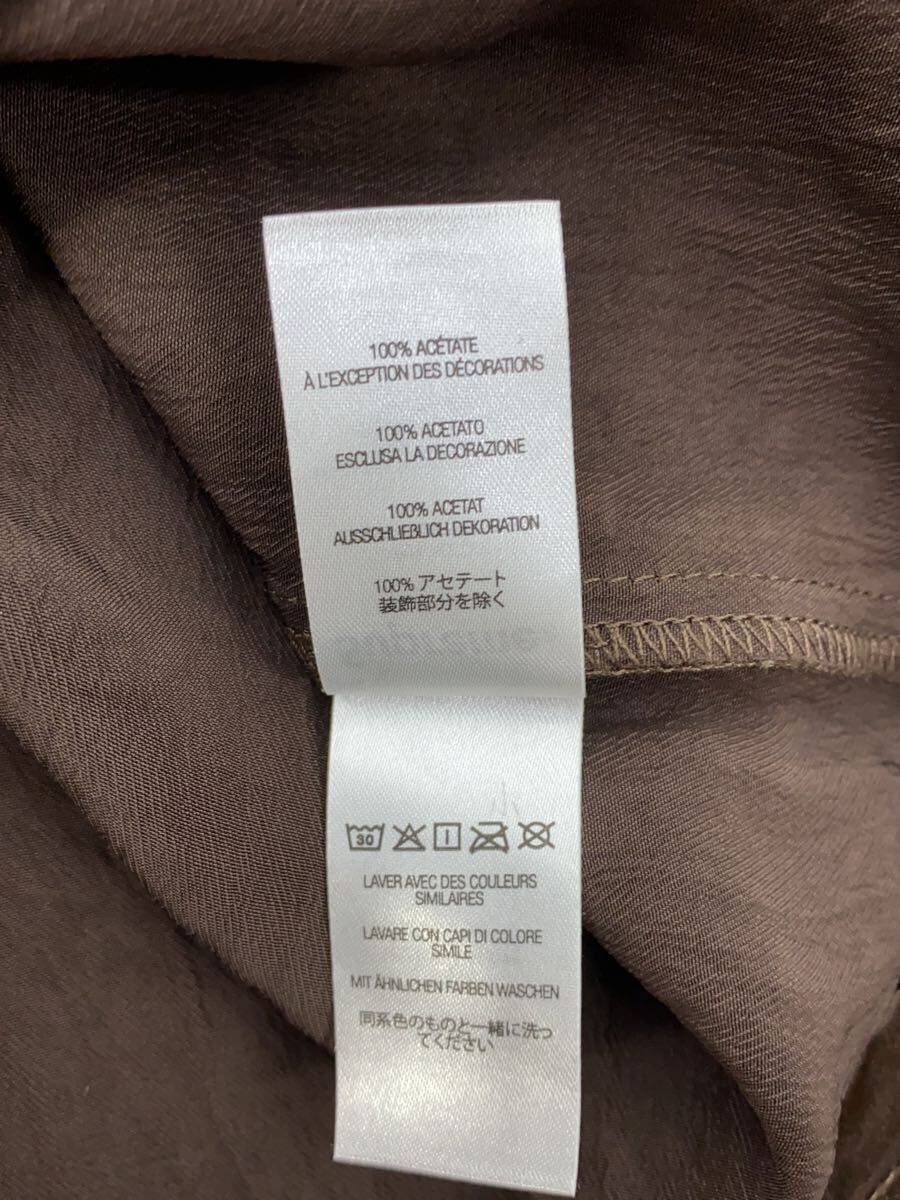 100% ACÉTATE
À L'EXCEPTION DES DÉCORATIONS
100% ACETATO
ESCLUSA LA DECORAZIONE
100% ACETAT
AUSSCHLIEßLICH DEKORATION
100% アセテート
装飾部分を除く
30
LAVER AVEC DES COULEURS
SIMILAIRES
LAVARE CON CAPI DI COLORE
SIMILE
MIT ÄHNLICHEN FARBEN WASCHEN
同系色のものと一緒に洗っ
てください